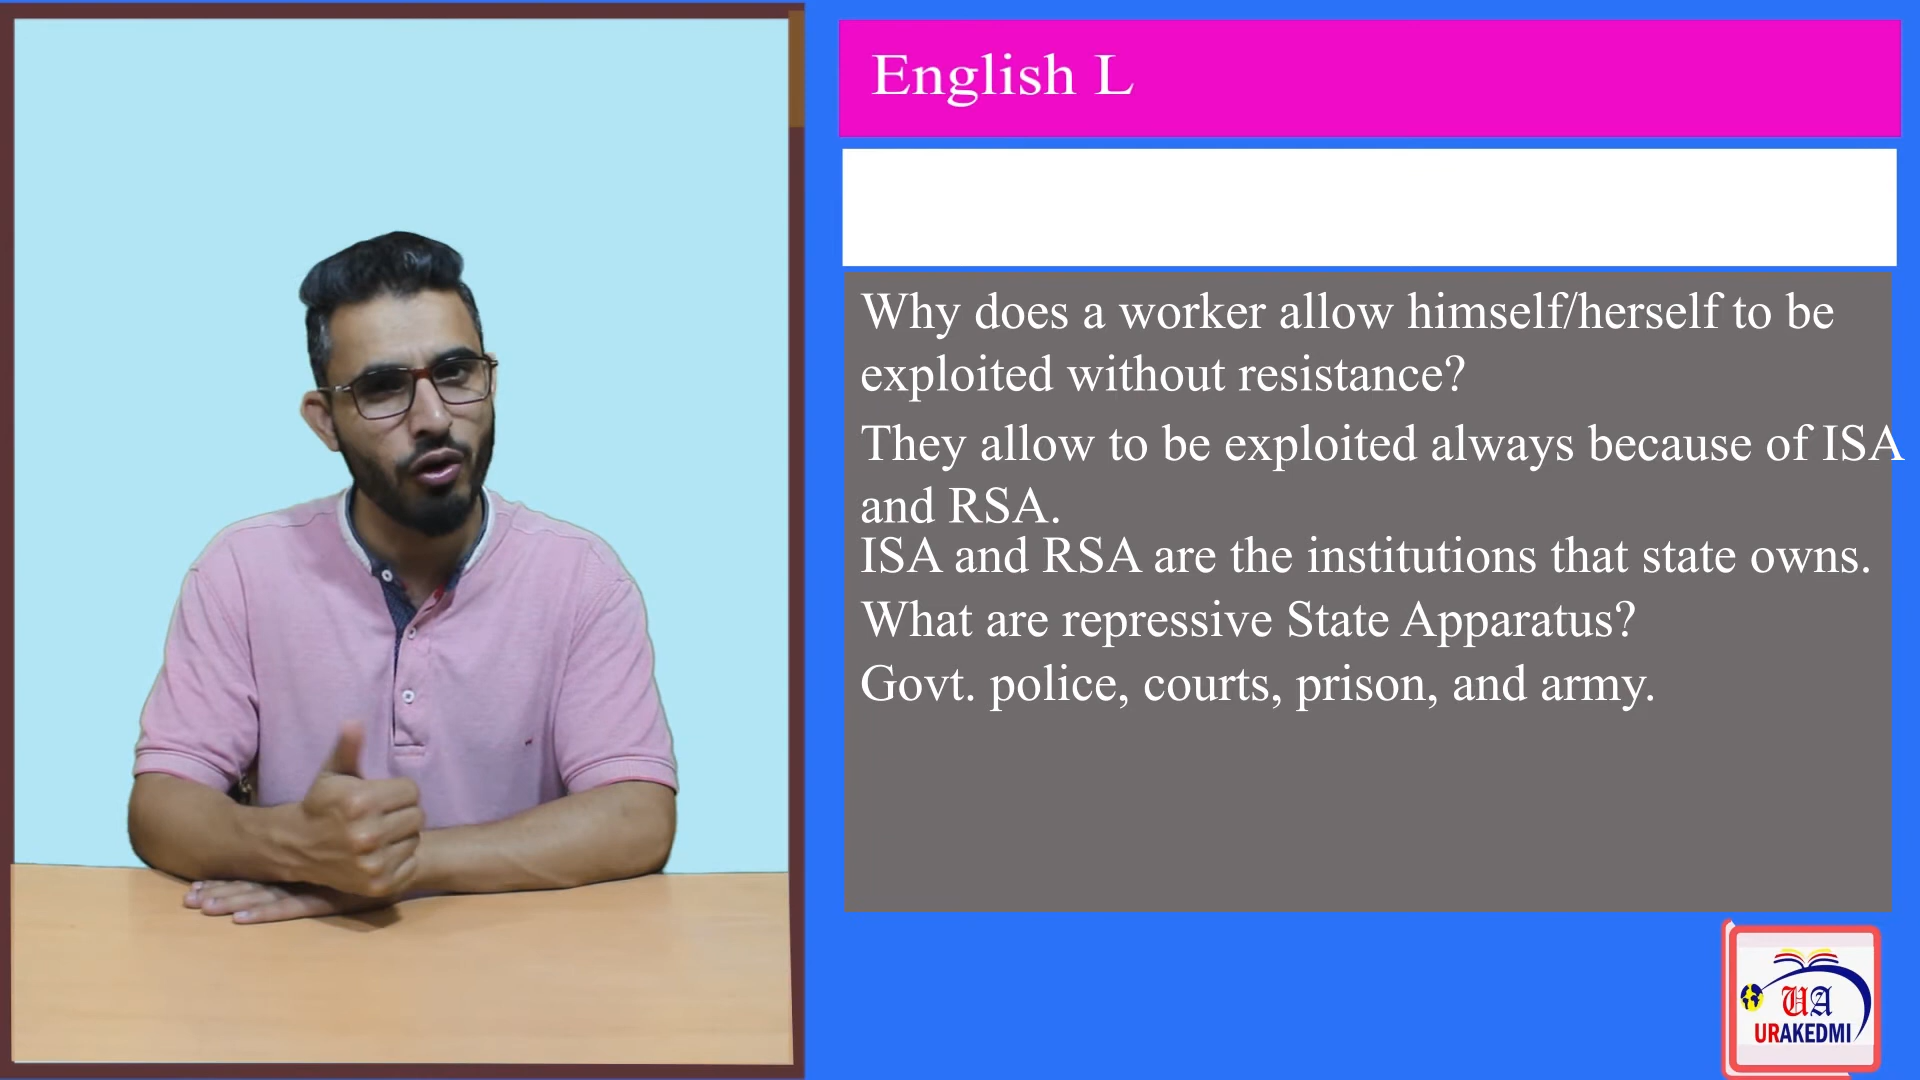 English L
Why does a worker allow himself/herself to be
exploited without resistance?
They allow to be exploited always because of ISA
and RSA.
ISA and RSA are the institutions that state owns.
What are repressive State Apparatus?
Govt. police, courts, prison, and army.
UA
URAKEDMI